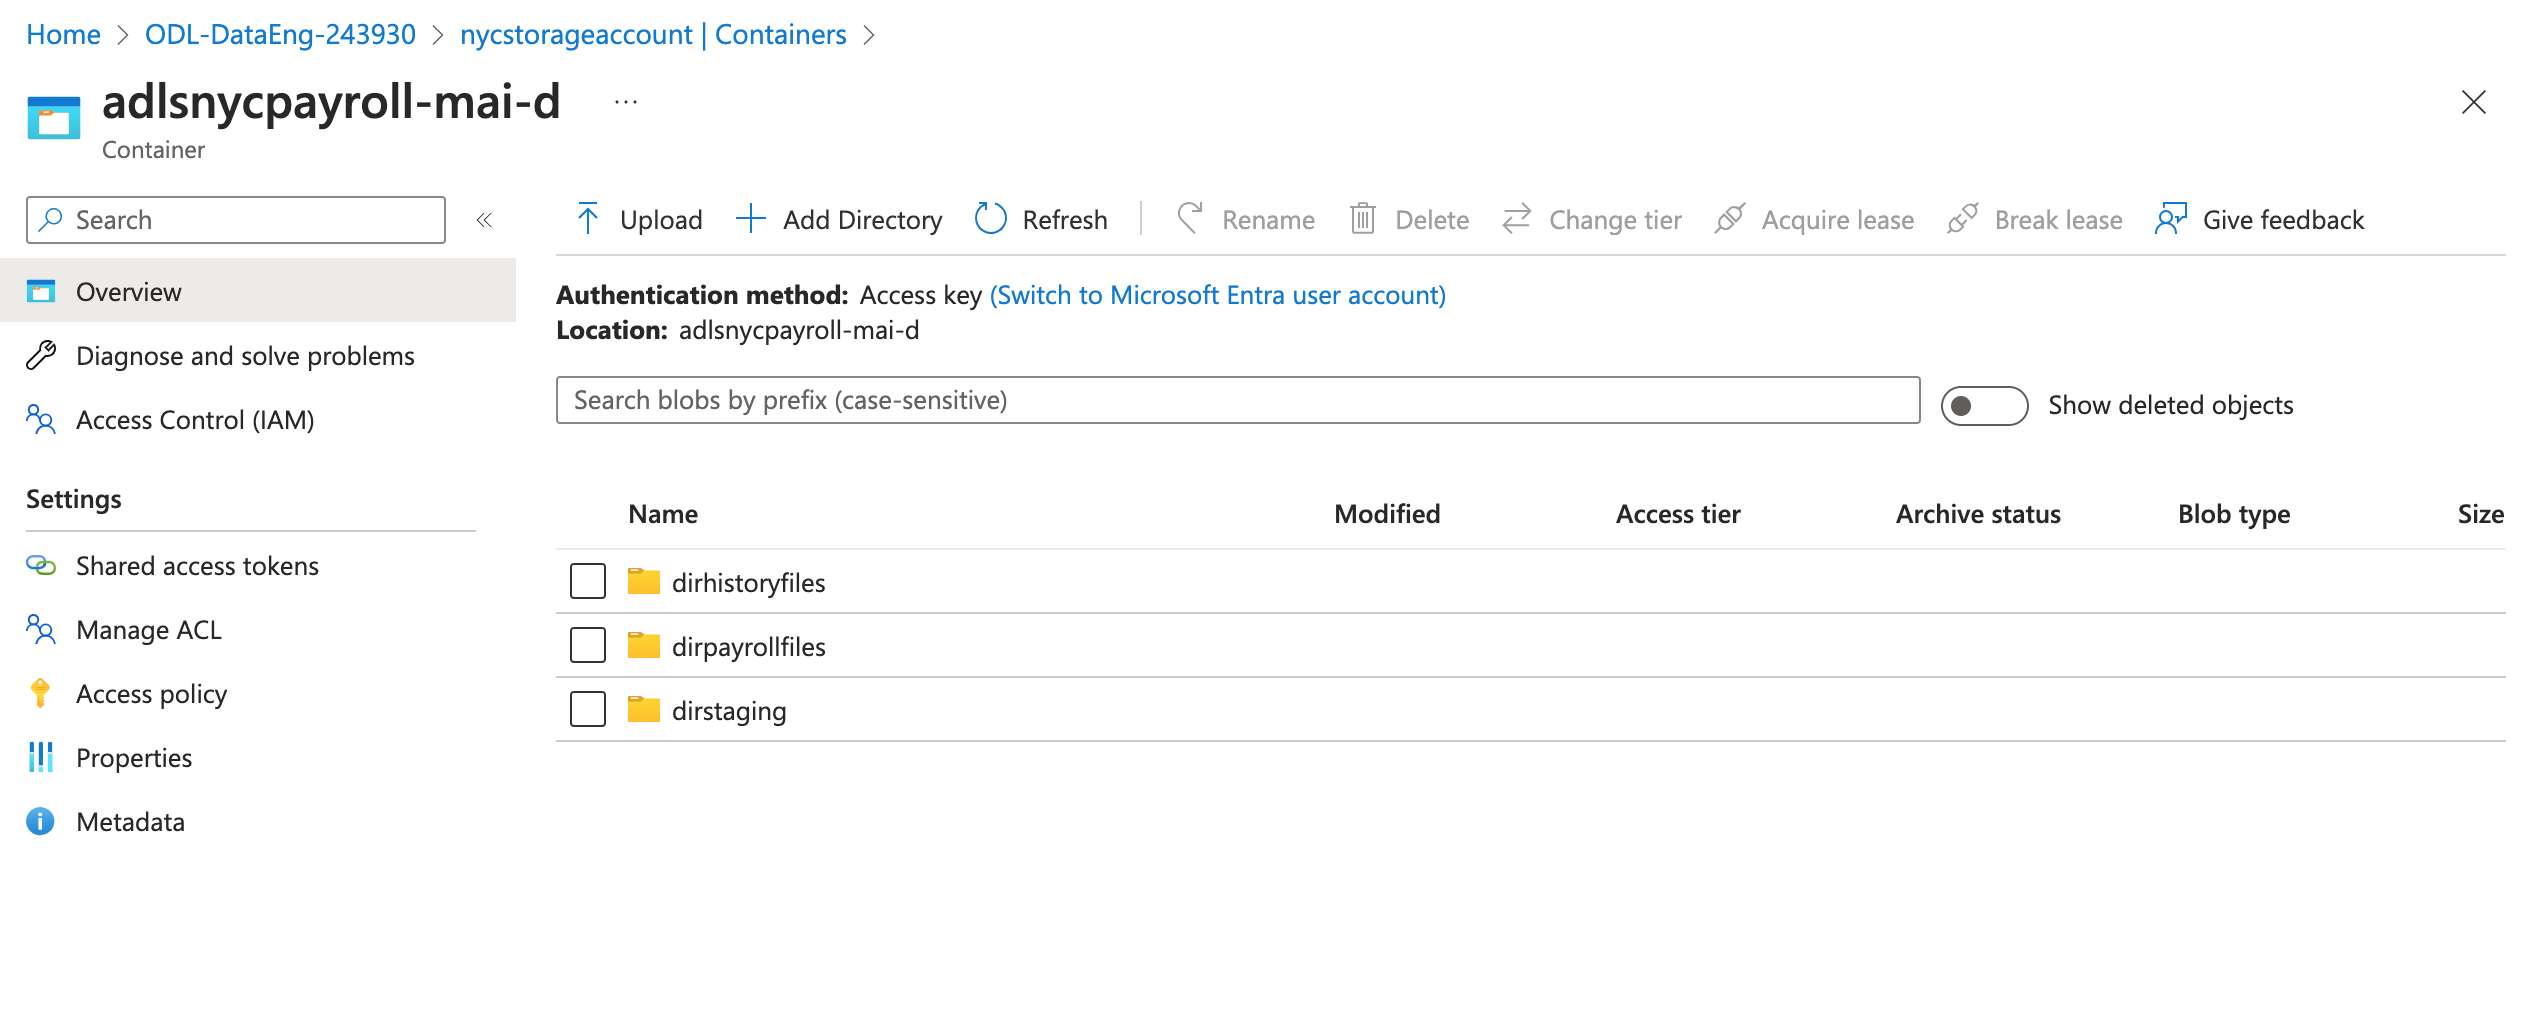 Home > ODL-DataEng-243930 > nycstorageaccount | Containers >
adlsnycpayroll-mai-d ...
Container
Search «
Upload Add Directory Refresh Rename Delete Change tier Acquire lease Break lease Give feedback
Overview
Diagnose and solve problems
Access Control (IAM)
Settings
Shared access tokens
Manage ACL
Access policy
Properties
Metadata
Authentication method: Access key (Switch to Microsoft Entra user account)
Location: adlsnycpayroll-mai-d
Search blobs by prefix (case-sensitive)
Show deleted objects
Name Modified Access tier Archive status Blob type Size
dirhistoryfiles
dirpayrollfiles
dirstaging